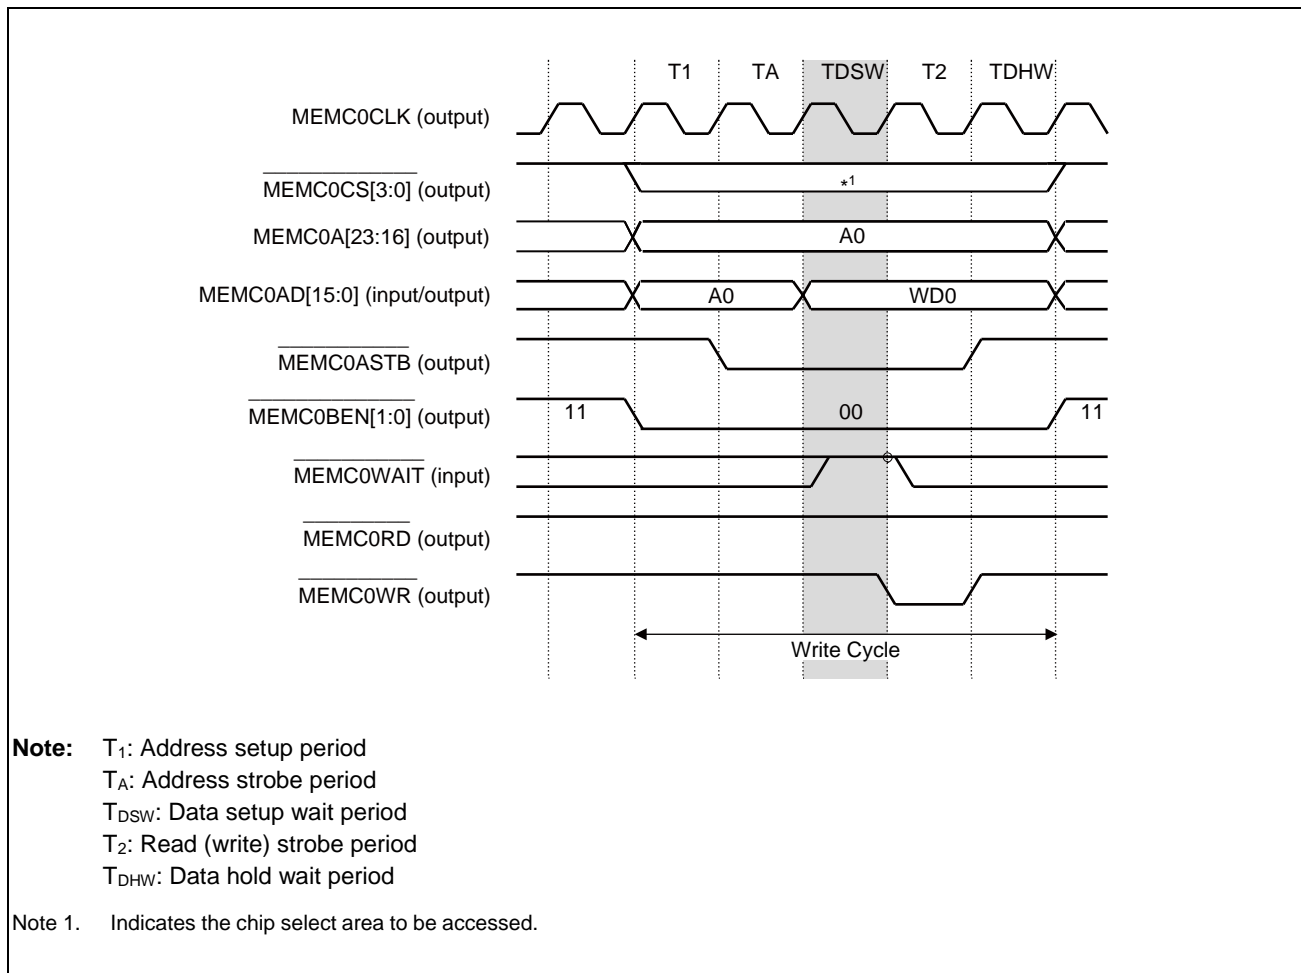 T1 TA TDSW T2 TDHW
MEMC0CLK (output)
MEMC0CS[3:0] (output) *1
MEMC0A[23:16] (output) A0
MEMC0AD[15:0] (input/output) A0 WD0
MEMC0ASTB (output)
MEMC0BEN[1:0] (output) 11 00 11
MEMC0WAIT (input)
MEMC0RD (output)
MEMC0WR (output)
Write Cycle
Note: T1: Address setup period
TA: Address strobe period
TDSW: Data setup wait period
T2: Read (write) strobe period
TDHW: Data hold wait period
Note 1. Indicates the chip select area to be accessed.